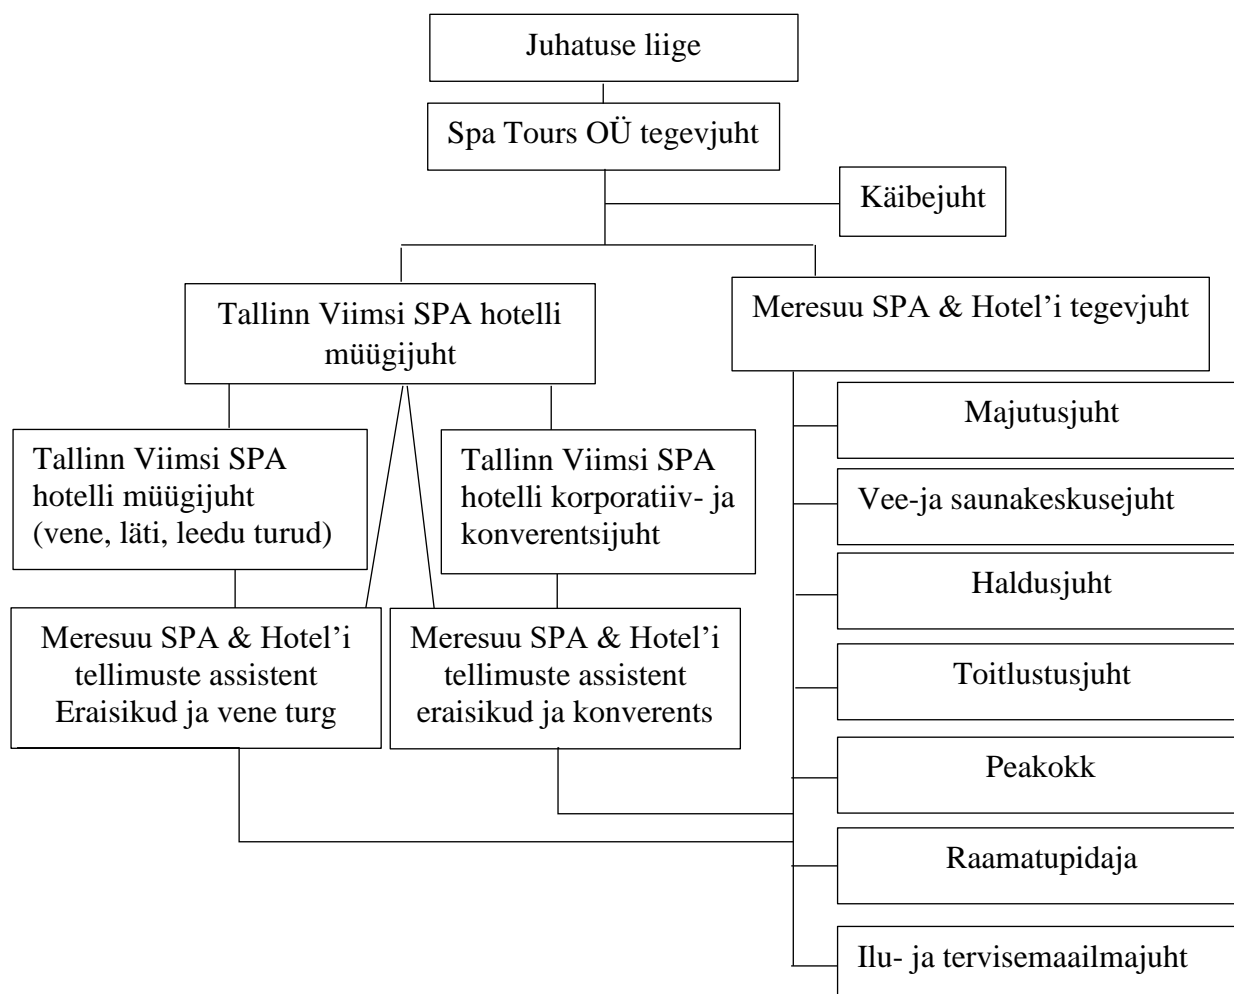 Juhatuse liige
Spa Tours OÜ tegevjuht
Käibejuht
Tallinn Viimsi SPA hotelli
müügijuht
Meresuu SPA & Hotel’i tegevjuht
Tallinn Viimsi SPA
hotelli müügijuht
(vene, läti, leedu turud)
Tallinn Viimsi SPA
hotelli korporatiiv- ja
konverentsijuht
Meresuu SPA & Hotel’i
tellimuste assistent
Eraisikud ja vene turg
Meresuu SPA & Hotel’i
tellimuste assistent
eraisikud ja konverents
Majutusjuht
Vee-ja saunakeskusejuht
Haldusjuht
Toitlustusjuht
Peakokk
Raamatupidaja
Ilu- ja tervisemaailmajuht